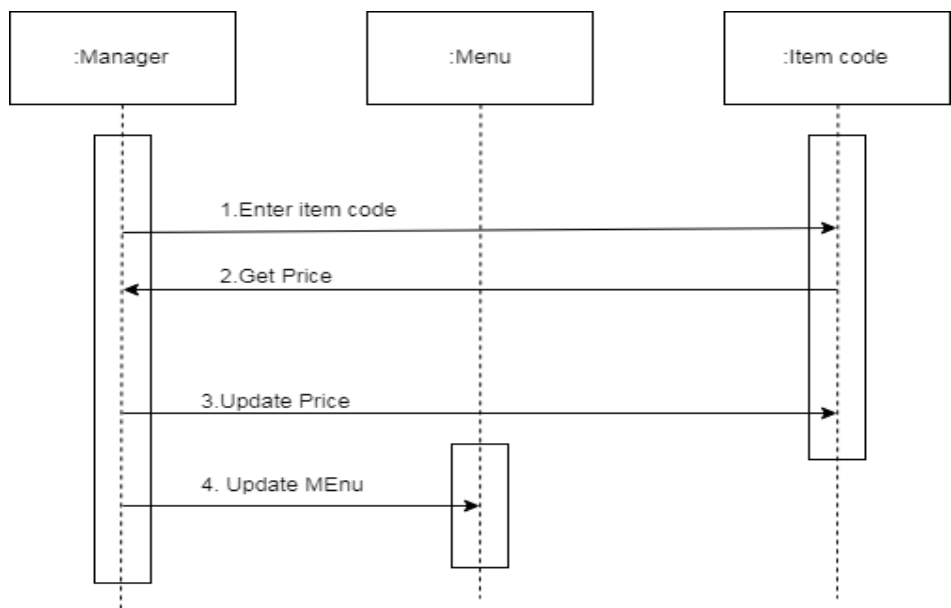 :Manager
:Menu
:Item code
1.Enter item code
2.Get Price
3.Update Price
4. Update MEnu